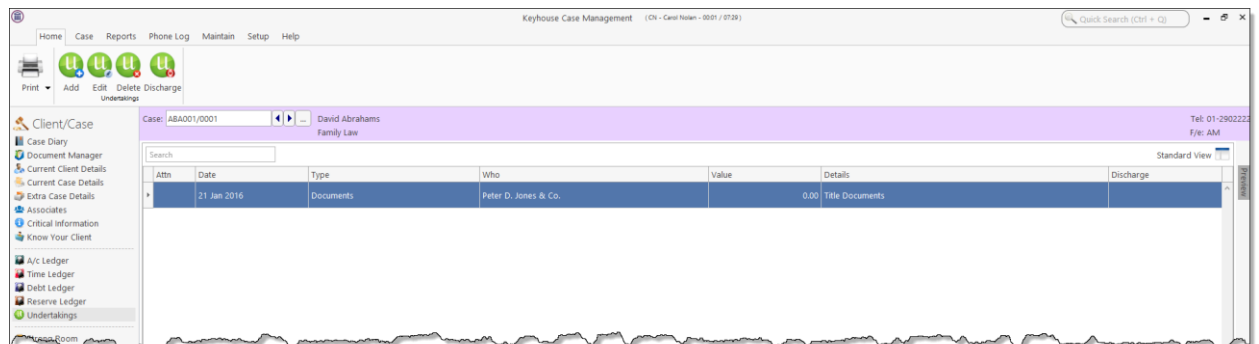 Keyhouse Case Management (CN - Carol Nolan - 0001 / 0729)
Quick Search (Ctrl + Q)
Home Case Reports Phone Log Maintain Setup Help
Print Add Edit Delete Discharge
Undertakings
Client/Case
Case Diary
Document Manager
Current Client Details
Current Case Details
Extra Case Details
Associates
Critical Information
Know Your Client
A/c Ledger
Time Ledger
Debt Ledger
Reserve Ledger
Undertakings
Strong Room
Case: ABA001/0001 ... David Abrahams
Family Law
Tel: 01-2902222
F/e: AM
Search
Standard View
Attn Date Type Who Value Details Discharge
21 Jan 2016 Documents Peter D. Jones & Co. 0.00 Title Documents
Preview